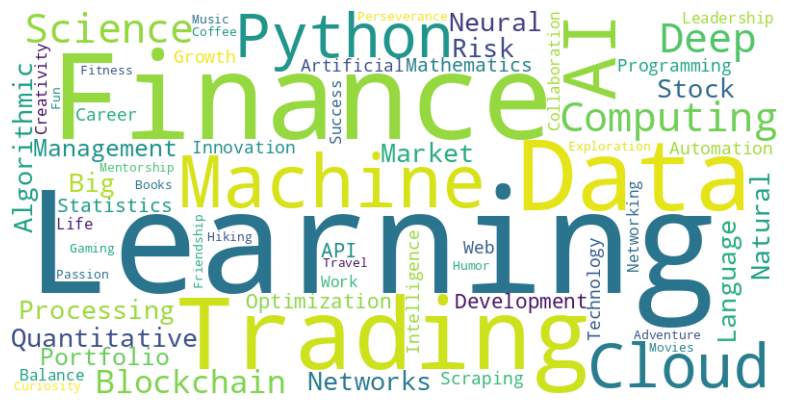 Science
Music
Coffee
Python
Perseverance
Neural
Risk
Collaboration
AI
Leadership
Deep
Programming
Stock
Computing
Creativity
Fun
Fitness
Growth
Finance
Artificial
Mathematics
Success
Career
Algorithmic
Management
Innovation
Market
Exploration
Automation
Mentorship
Big
Books
Machine
Data
Statistics
Life
Learning
Gaming
Friendship
Hiking
API
Travel
Work
Intelligence
Web
Humor
Technology
Networking
Language
Natural
Passion
Processing
Optimization
Trading
Development
Quantitative
Portfolio
Balance
Curiosity
Blockchain
Networks
Scraping
Cloud
Adventure
Movies